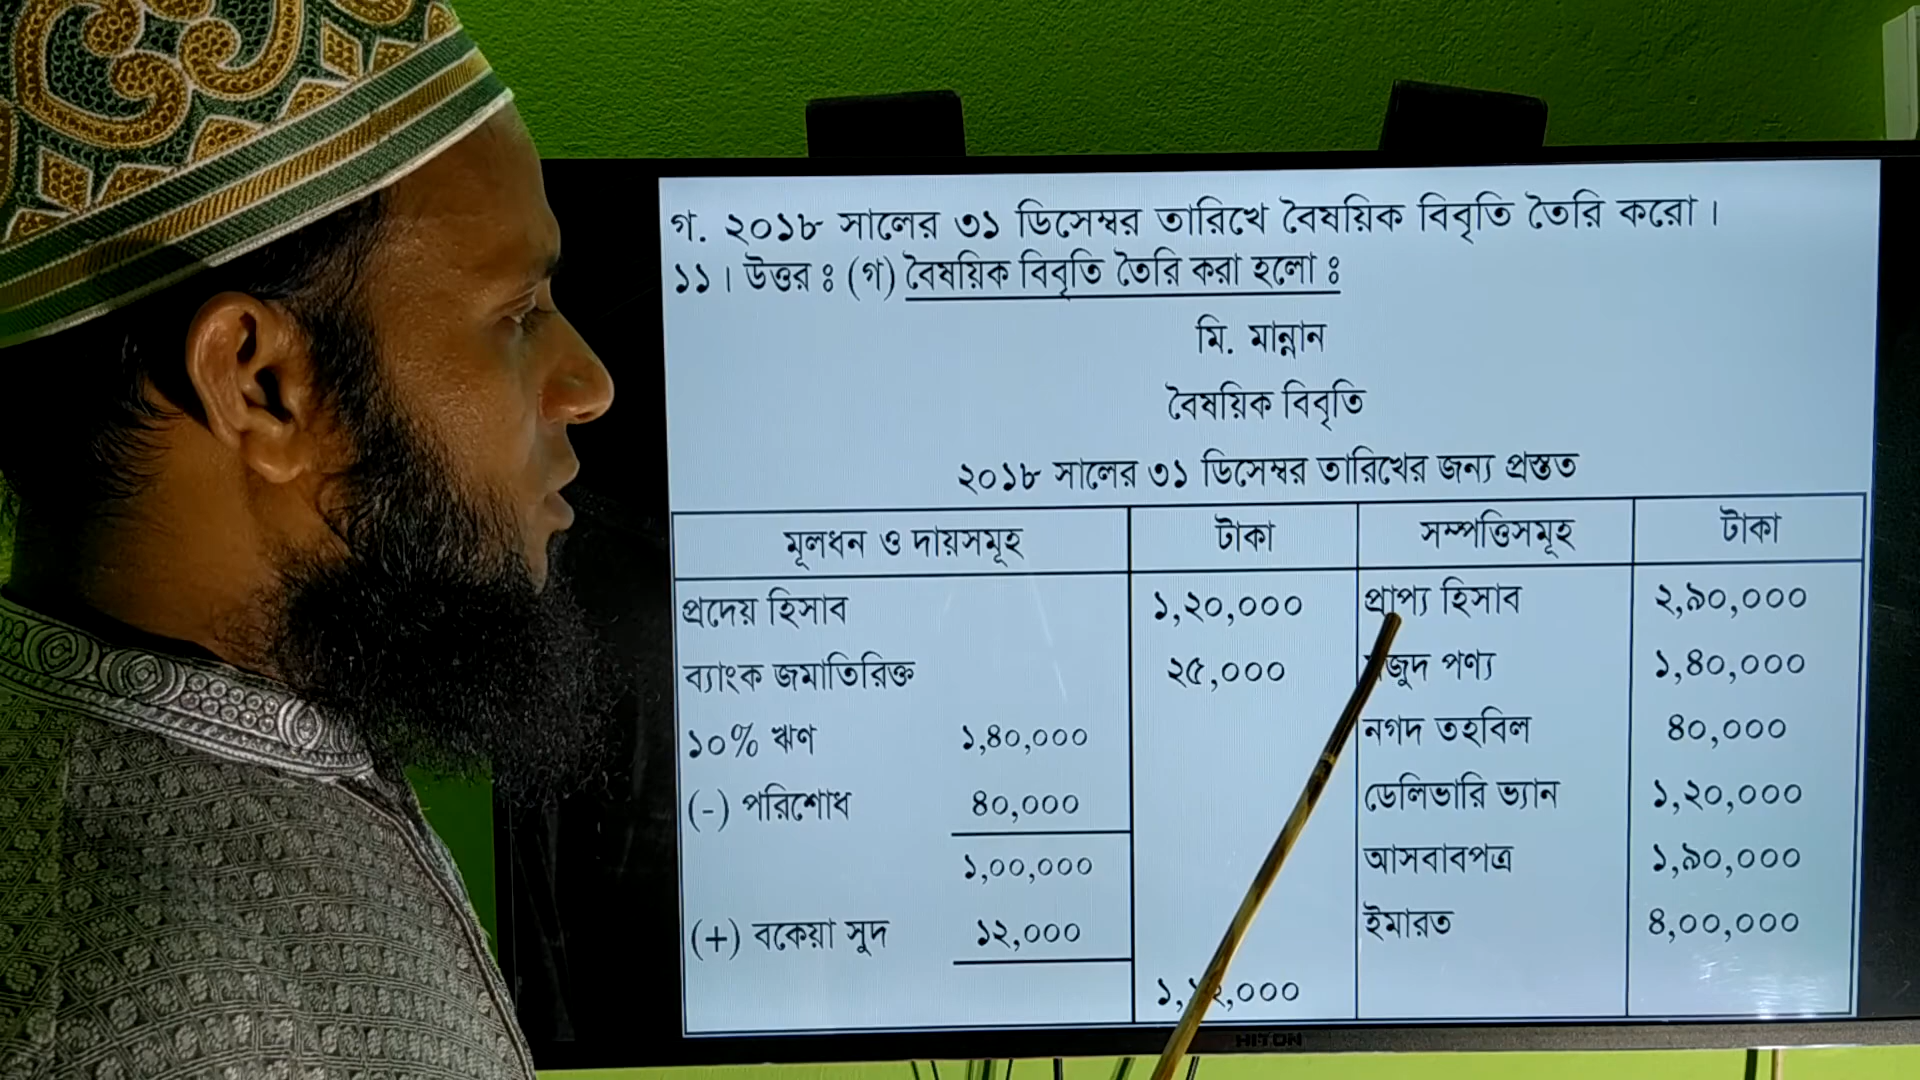 গ. ২০১৮ সালের ৩১ ডিসেম্বর তারিখে বৈষয়িক বিবৃতি তৈরি করো।
১১। উত্তর ঃ (গ) বৈষয়িক বিবৃতি তৈরি করা হলো ঃ
মি. মান্নান
বৈষয়িক বিবৃতি
২০১৮ সালের ৩১ ডিসেম্বর তারিখের জন্য প্রস্তুত
মূলধন ও দায়সমূহ টাকা সম্পত্তিসমূহ টাকা
প্রদেয় হিসাব ১,২০,০০০ প্রাপ্য হিসাব ২,৯০,০০০
ব্যাংক জমাতিরিক্ত ২৫,০০০ পণ্য ১,৪০,০০০
১০% ঋণ ১,৪০,০০০ নগদ তহবিল ৪০,০০০
(-) পরিশোধ ৪০,০০০ ডেলিভারি ভ্যান ১,২০,০০০
১,০০,০০০ আসবাবপত্র ১,৯০,০০০
(+) বকেয়া সুদ ১২,০০০ ইমারত ৪,০০,০০০
HITON